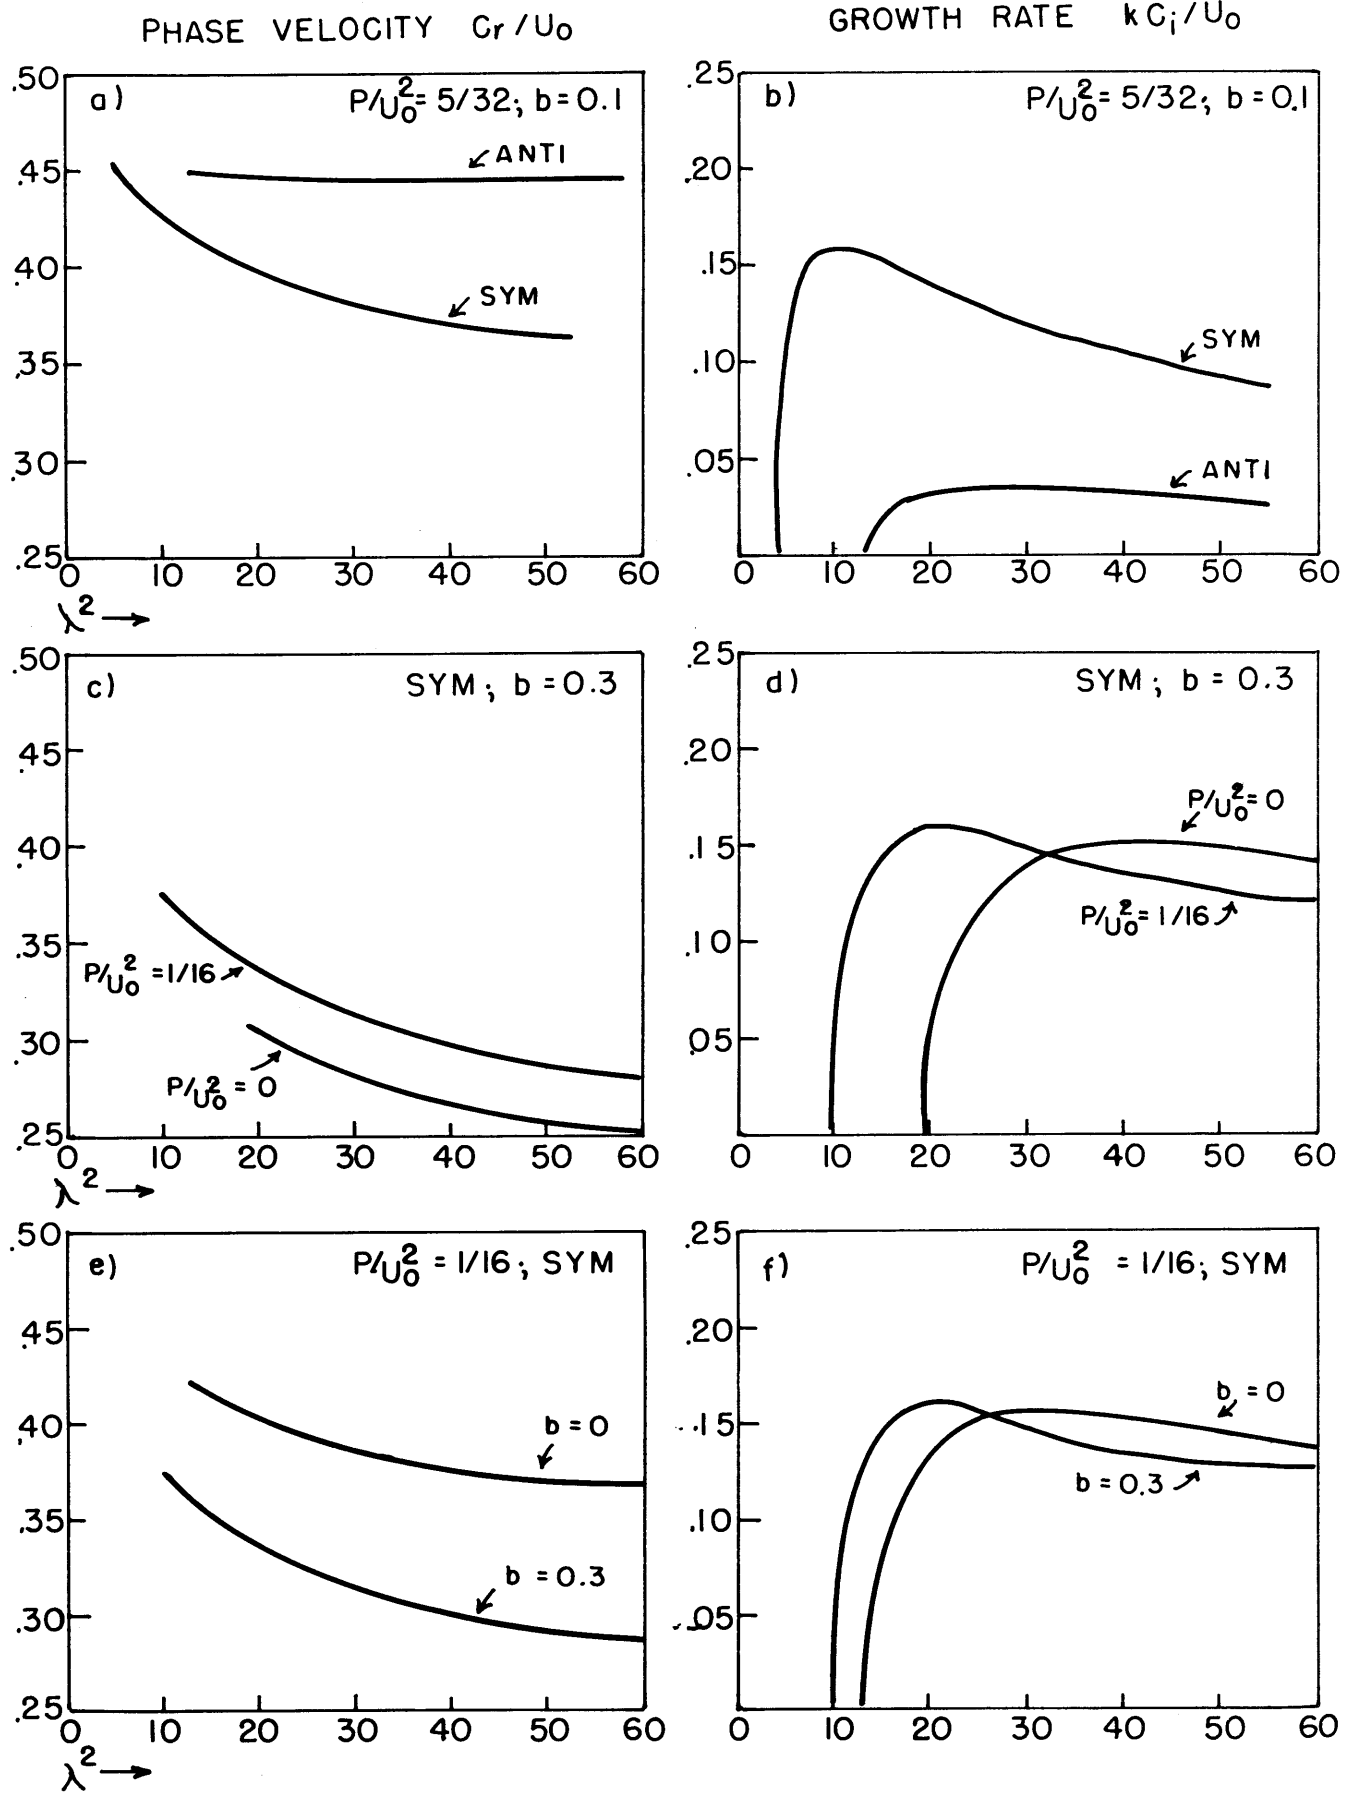 PHASE VELOCITY Cr/U₀
GROWTH RATE kCᵢ/U₀
a) P/U₀² = 5/32; b = 0.1
.50
.45
.40
.35
.30
.25
ANTI
SYM
0 10 20 30 40 50 60
λ² →
b) P/U₀² = 5/32; b = 0.1
.25
.20
.15
.10
.05
SYM
ANTI
0 10 20 30 40 50 60
c) SYM; b = 0.3
.50
.45
.40
.35
.30
.25
P/U₀² = 1/16
P/U₀² = 0
0 10 20 30 40 50 60
λ² →
d) SYM; b = 0.3
.25
.20
.15
.10
.05
P/U₀² = 0
P/U₀² = 1/16
0 10 20 30 40 50 60
e) P/U₀² = 1/16; SYM
.50
.45
.40
.35
.30
.25
b = 0
b = 0.3
0 10 20 30 40 50 60
λ² →
f) P/U₀² = 1/16; SYM
.25
.20
.15
.10
.05
b = 0
b = 0.3
0 10 20 30 40 50 60